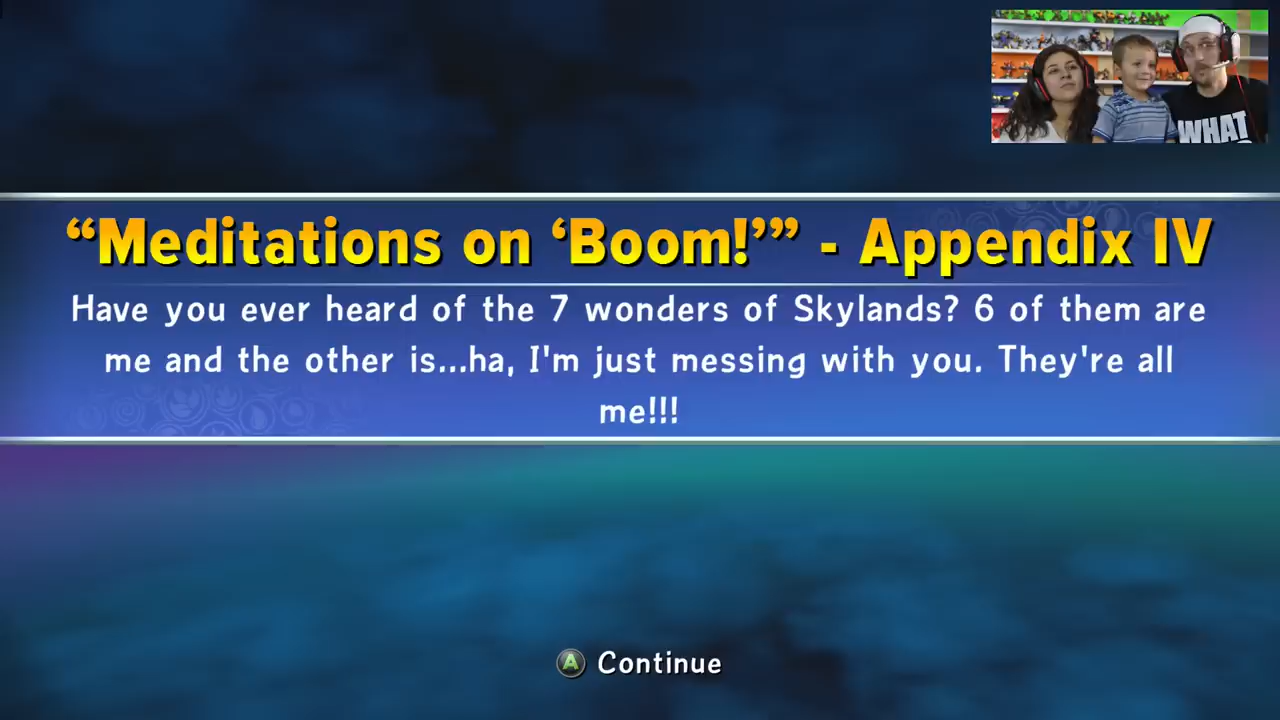 WHAT
“Meditations on ‘Boom!’” - Appendix IV
Have you ever heard of the 7 wonders of Skylands? 6 of them are
me and the other is...ha, I'm just messing with you. They're all
me!!!
A Continue